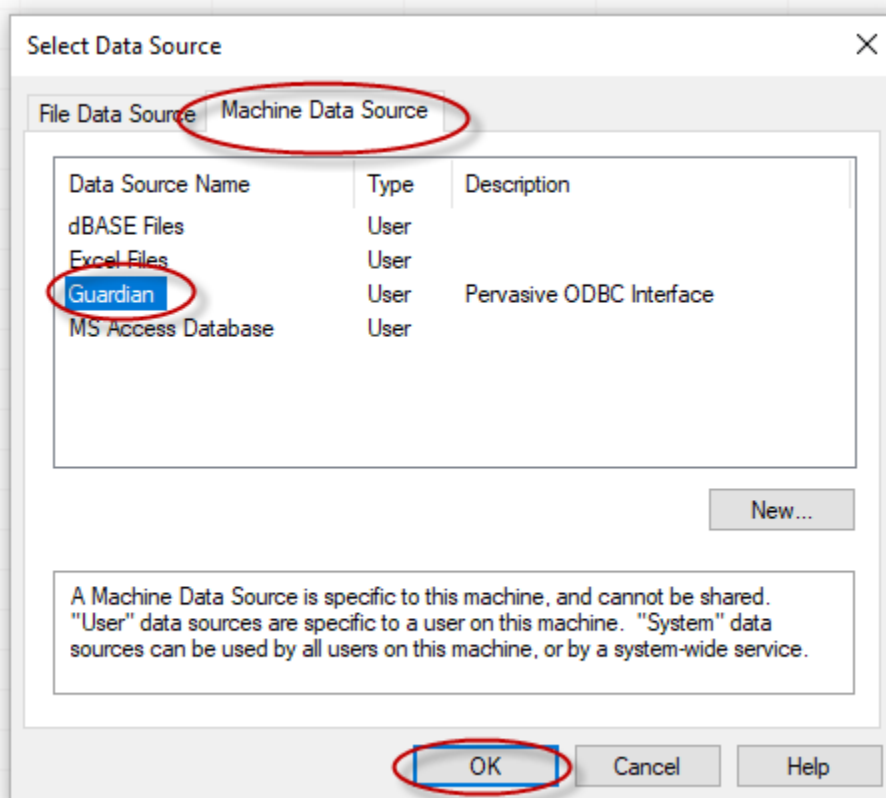 Select Data Source
File Data Source Machine Data Source
Data Source Name Type Description
dBASE Files User
Excel Files User
Guardian User Pervasive ODBC Interface
MS Access Database User
New...
A Machine Data Source is specific to this machine, and cannot be shared.
"User" data sources are specific to a user on this machine. "System" data
sources can be used by all users on this machine, or by a system-wide service.
OK Cancel Help